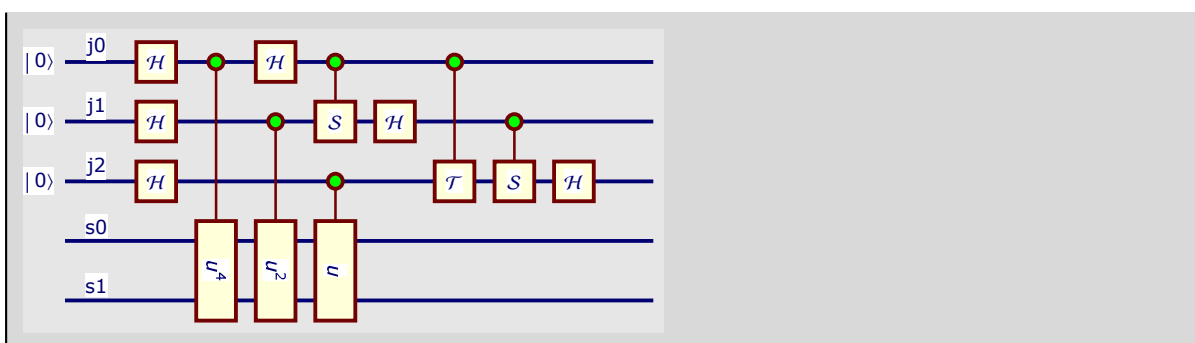 j0
| 0⟩ ℋ ℋ
j1
| 0⟩ ℋ 𝒮 ℋ
j2
| 0⟩ ℋ 𝒯 𝒮 ℋ
s0
u⁴ u² u
s1